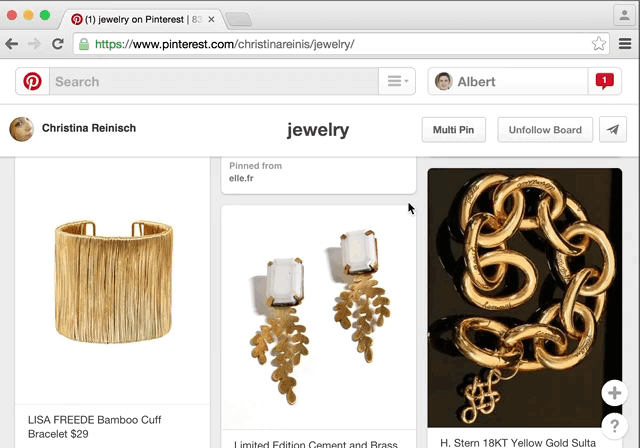 (1) jewelry on Pinterest | 83
https://www.pinterest.com/christinareinis/jewelry/
Search
Albert
1
Christina Reinisch
jewelry
Multi Pin
Unfollow Board
Pinned from
elle.fr
LISA FREEDE Bamboo Cuff
Bracelet $29
Limited Edition Cement and Brass
H. Stern 18KT Yellow Gold Sulta
?